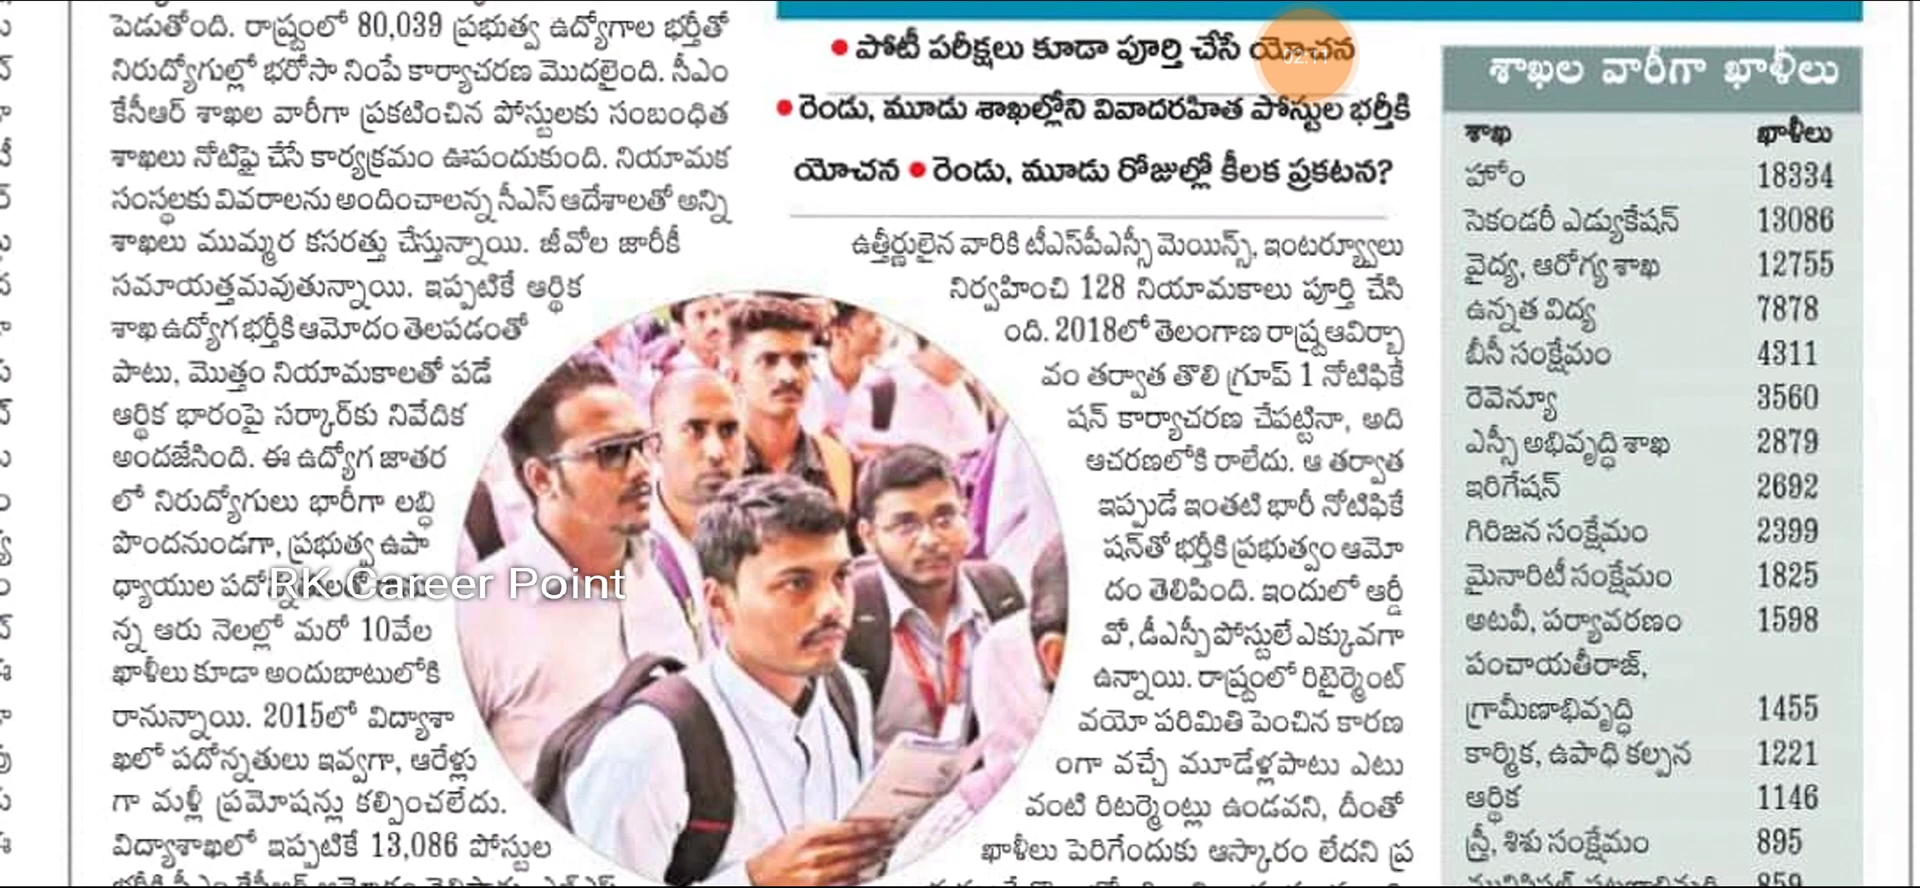 పెడుతోంది. రాష్ట్రంలో 80,039 ప్రభుత్వ ఉద్యోగాల భర్తీతో
నిరుద్యోగుల్లో భరోసా నింపే కార్యాచరణ మొదలైంది. సీఎం
కేసీఆర్ శాఖల వారీగా ప్రకటించిన పోస్టులకు సంబంధిత
శాఖలు నోటిఫై చేసే కార్యక్రమం ఊపందుకుంది. నియామక
సంస్థలకు వివరాలను అందించాలన్న సీఎస్ ఆదేశాలతో అన్ని
శాఖలు ముమ్మర కసరత్తు చేస్తున్నాయి. జీవోల జారీకీ
సమాయత్తమవుతున్నాయి. ఇప్పటికే ఆర్థిక
శాఖ ఉద్యోగ భర్తీకి ఆమోదం తెలపడంతో
పాటు, మొత్తం నియామకాలతో పడే
ఆర్థిక భారంపై సర్కార్‌కు నివేదిక
అందజేసింది. ఈ ఉద్యోగ జాతర
లో నిరుద్యోగులు భారీగా లబ్ధి
పొందనుండగా, ప్రభుత్వ ఉపా
ధ్యాయుల
RK Career Point
న్న ఆరు నెలల్లో మరో 10వేల
ఖాళీలు కూడా అందుబాటులోకి
రానున్నాయి. 2015లో విద్యాశా
ఖలో పదోన్నతులు ఇవ్వగా, ఆరేళ్లు
గా మళ్లీ ప్రమోషన్లు కల్పించలేదు.
విద్యాశాఖలో ఇప్పటికే 13,086 పోస్టుల
● పోటీ పరీక్షలు కూడా పూర్తి చేసే యోచన
02:11
● రెండు, మూడు శాఖల్లోని వివాదరహిత పోస్టుల భర్తీకి
యోచన ● రెండు, మూడు రోజుల్లో కీలక ప్రకటన?
ఉత్తీర్ణులైన వారికి టీఎస్‌పీఎస్సీ మెయిన్స్, ఇంటర్వ్యూలు
నిర్వహించి 128 నియామకాలు పూర్తి చేసి
ంది. 2018లో తెలంగాణ రాష్ట్ర ఆవిర్భా
వం తర్వాత తొలి గ్రూప్ 1 నోటిఫికే
షన్ కార్యాచరణ చేపట్టినా, అది
ఆచరణలోకి రాలేదు. ఆ తర్వాత
ఇప్పుడే ఇంతటి భారీ నోటిఫికే
షన్‌తో భర్తీకి ప్రభుత్వం ఆమో
దం తెలిపింది. ఇందులో ఆర్డీ
వో, డీఎస్పీ పోస్టులే ఎక్కువగా
ఉన్నాయి. రాష్ట్రంలో రిటైర్మెంట్
వయో పరిమితి పెంచిన కారణ
ంగా వచ్చే మూడేళ్లపాటు ఎటు
వంటి రిటర్మెంట్లు ఉండవని, దీంతో
ఖాళీలు పెరిగేందుకు ఆస్కారం లేదని ప్ర
శాఖల వారీగా ఖాళీలు
శాఖ ఖాళీలు
హోం 18334
సెకండరీ ఎడ్యుకేషన్ 13086
వైద్య, ఆరోగ్య శాఖ 12755
ఉన్నత విద్య 7878
బీసీ సంక్షేమం 4311
రెవెన్యూ 3560
ఎస్సీ అభివృద్ధి శాఖ 2879
ఇరిగేషన్ 2692
గిరిజన సంక్షేమం 2399
మైనారిటీ సంక్షేమం 1825
అటవీ, పర్యావరణం 1598
పంచాయతీరాజ్,
గ్రామీణాభివృద్ధి 1455
కార్మిక, ఉపాధి కల్పన 1221
ఆర్థిక 1146
స్త్రీ, శిశు సంక్షేమం 895
859